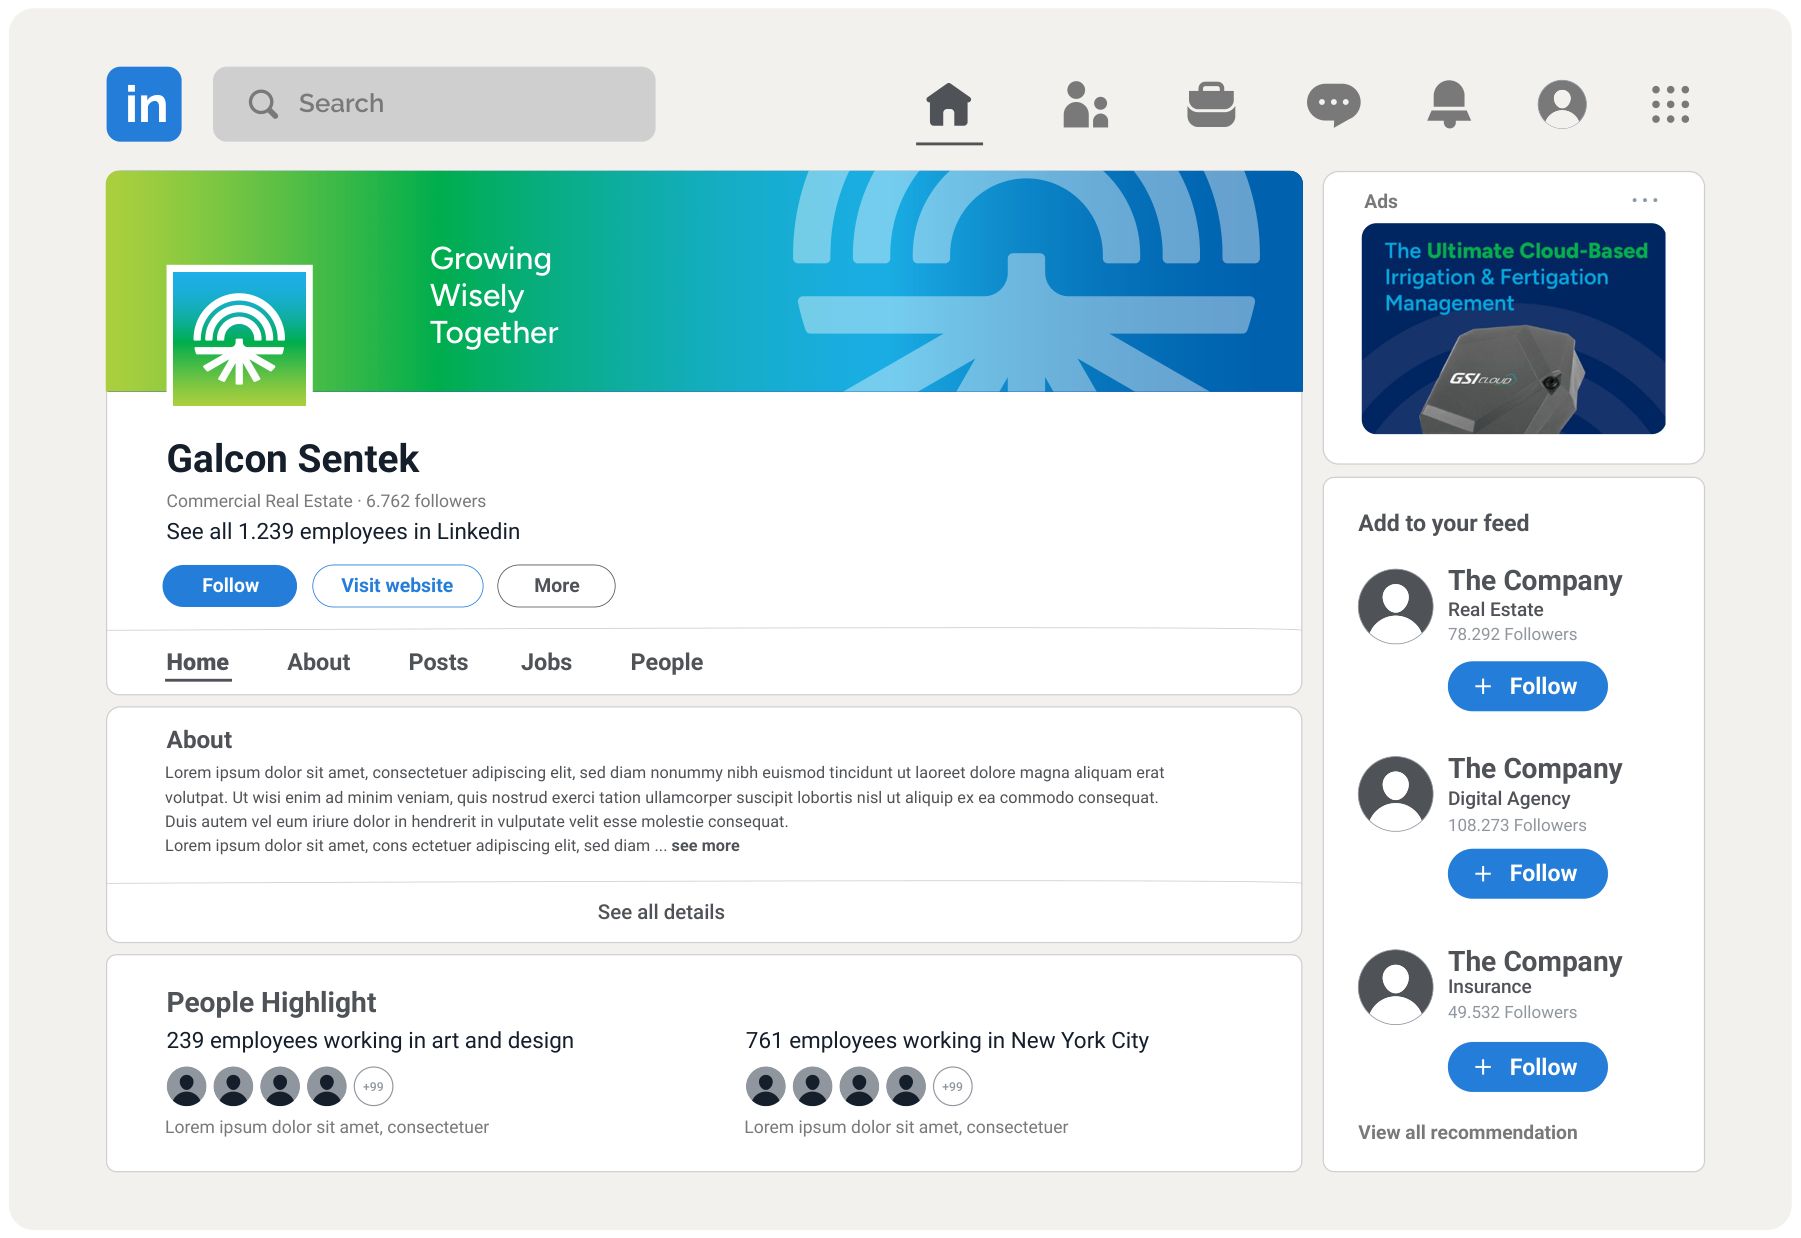 in
Search
Growing
Wisely
Together
Galcon Sentek
Commercial Real Estate · 6.762 followers
See all 1.239 employees in Linkedin
Follow
Visit website
More
Home
About
Posts
Jobs
People
About
Lorem ipsum dolor sit amet, consectetuer adipiscing elit, sed diam nonummy nibh euismod tincidunt ut laoreet dolore magna aliquam erat
volutpat. Ut wisi enim ad minim veniam, quis nostrud exerci tation ullamcorper suscipit lobortis nisl ut aliquip ex ea commodo consequat.
Duis autem vel eum iriure dolor in hendrerit in vulputate velit esse molestie consequat.
Lorem ipsum dolor sit amet, cons ectetuer adipiscing elit, sed diam ... see more
See all details
People Highlight
239 employees working in art and design
+99
Lorem ipsum dolor sit amet, consectetuer
761 employees working in New York City
+99
Lorem ipsum dolor sit amet, consectetuer
Ads
The Ultimate Cloud-Based
Irrigation & Fertigation
Management
GSI CLOUD
Add to your feed
The Company
Real Estate
78.292 Followers
+ Follow
The Company
Digital Agency
108.273 Followers
+ Follow
The Company
Insurance
49.532 Followers
+ Follow
View all recommendation